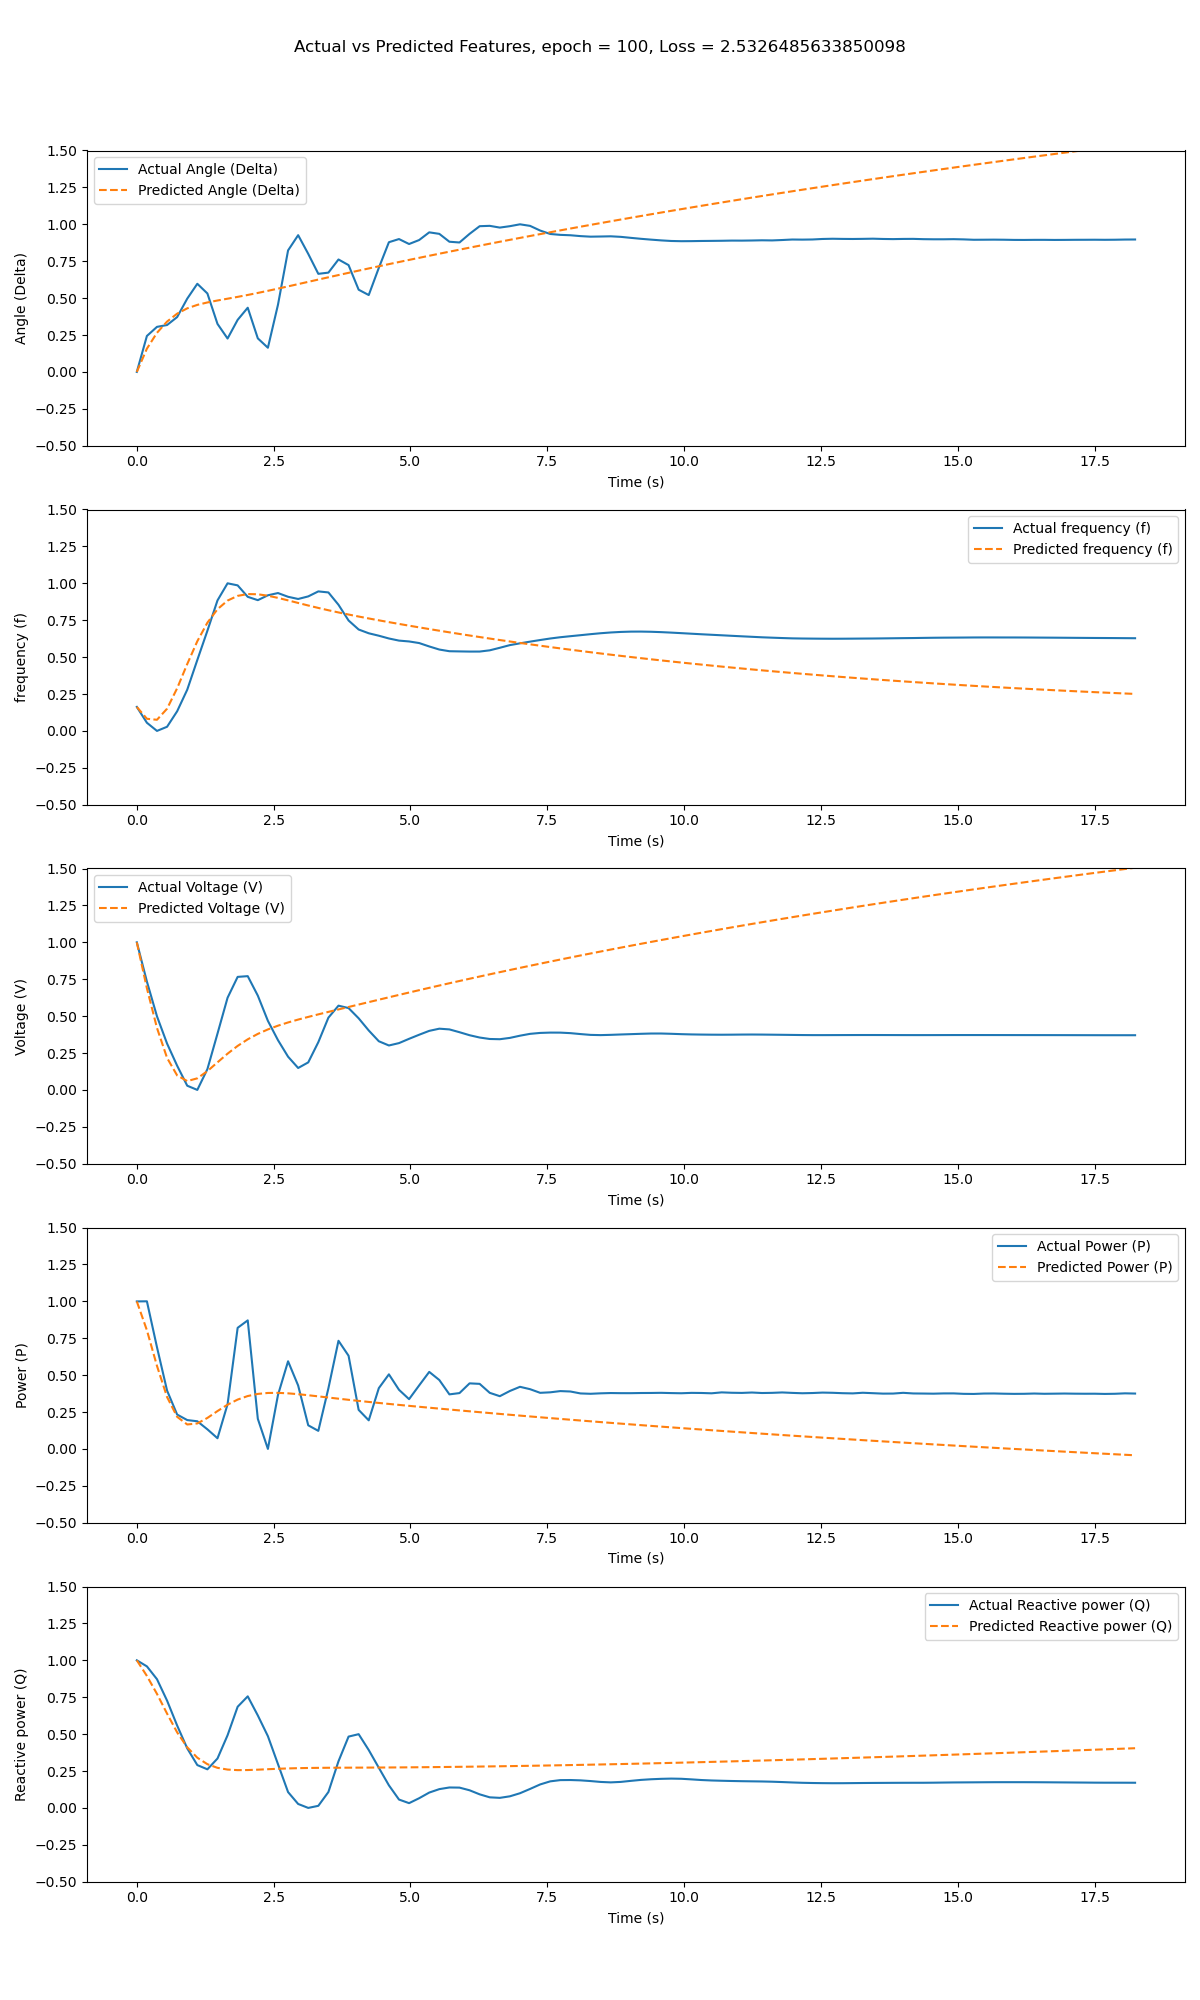 Actual vs Predicted Features, epoch = 100, Loss = 2.5326485633850098
1.50
1.25
1.00
0.75
0.50
0.25
0.00
−0.25
−0.50
Angle (Delta)
Actual Angle (Delta)
Predicted Angle (Delta)
0.0 2.5 5.0 7.5 10.0 12.5 15.0 17.5
Time (s)
1.50
1.25
1.00
0.75
0.50
0.25
0.00
−0.25
−0.50
frequency (f)
Actual frequency (f)
Predicted frequency (f)
0.0 2.5 5.0 7.5 10.0 12.5 15.0 17.5
Time (s)
1.50
1.25
1.00
0.75
0.50
0.25
0.00
−0.25
−0.50
Voltage (V)
Actual Voltage (V)
Predicted Voltage (V)
0.0 2.5 5.0 7.5 10.0 12.5 15.0 17.5
Time (s)
1.50
1.25
1.00
0.75
0.50
0.25
0.00
−0.25
−0.50
Power (P)
Actual Power (P)
Predicted Power (P)
0.0 2.5 5.0 7.5 10.0 12.5 15.0 17.5
Time (s)
1.50
1.25
1.00
0.75
0.50
0.25
0.00
−0.25
−0.50
Reactive power (Q)
Actual Reactive power (Q)
Predicted Reactive power (Q)
0.0 2.5 5.0 7.5 10.0 12.5 15.0 17.5
Time (s)